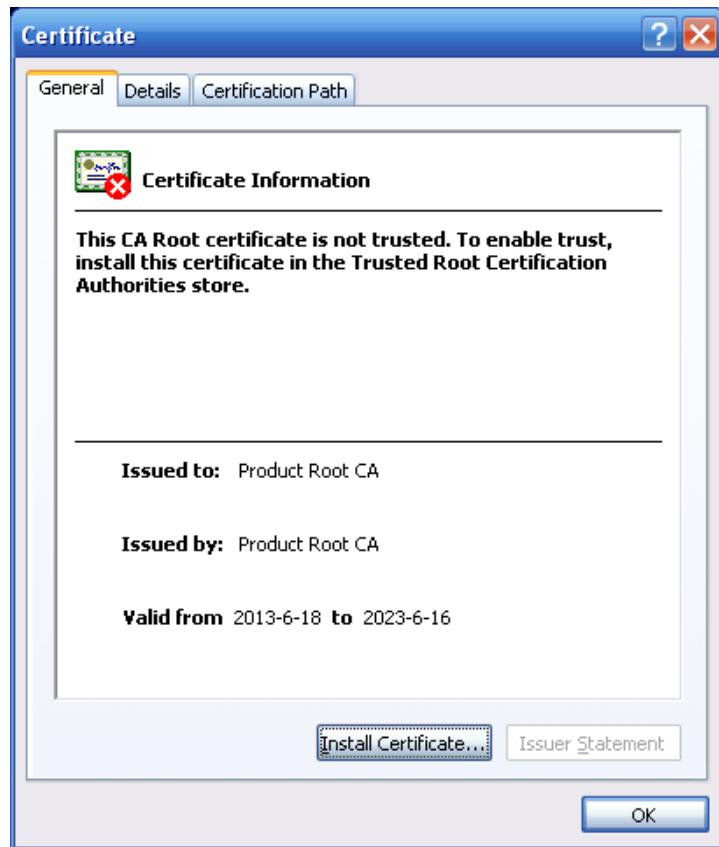 Certificate
General Details Certification Path
Certificate Information
This CA Root certificate is not trusted. To enable trust,
install this certificate in the Trusted Root Certification
Authorities store.
Issued to: Product Root CA
Issued by: Product Root CA
Valid from 2013-6-18 to 2023-6-16
Install Certificate... Issuer Statement
OK